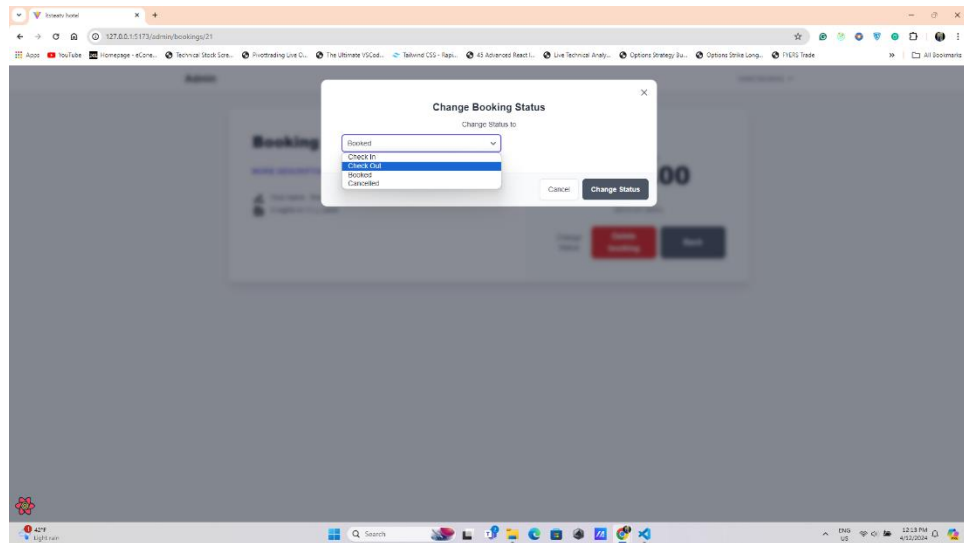 127.0.0.1:5173/admin/bookings/21
Apps YouTube Homepage - eCone... Technical Stock Scre... Pivottrading Live C... The Ultimate VSCod... Tailwind CSS - Rapi... 45 Advanced React I... Live Technical Analy... Options Strategy Bu... Options Strike Long... FYERS Trade » All Bookmarks
Admin
Change Booking Status
Change Status to
Booking
Booked
Check In
Check Out
Booked
Cancelled
.00
Cancel Change Status
Change Status
Delete booking
Back
42°F
Light rain
Search
ENG
US
12:13 PM
4/12/2024